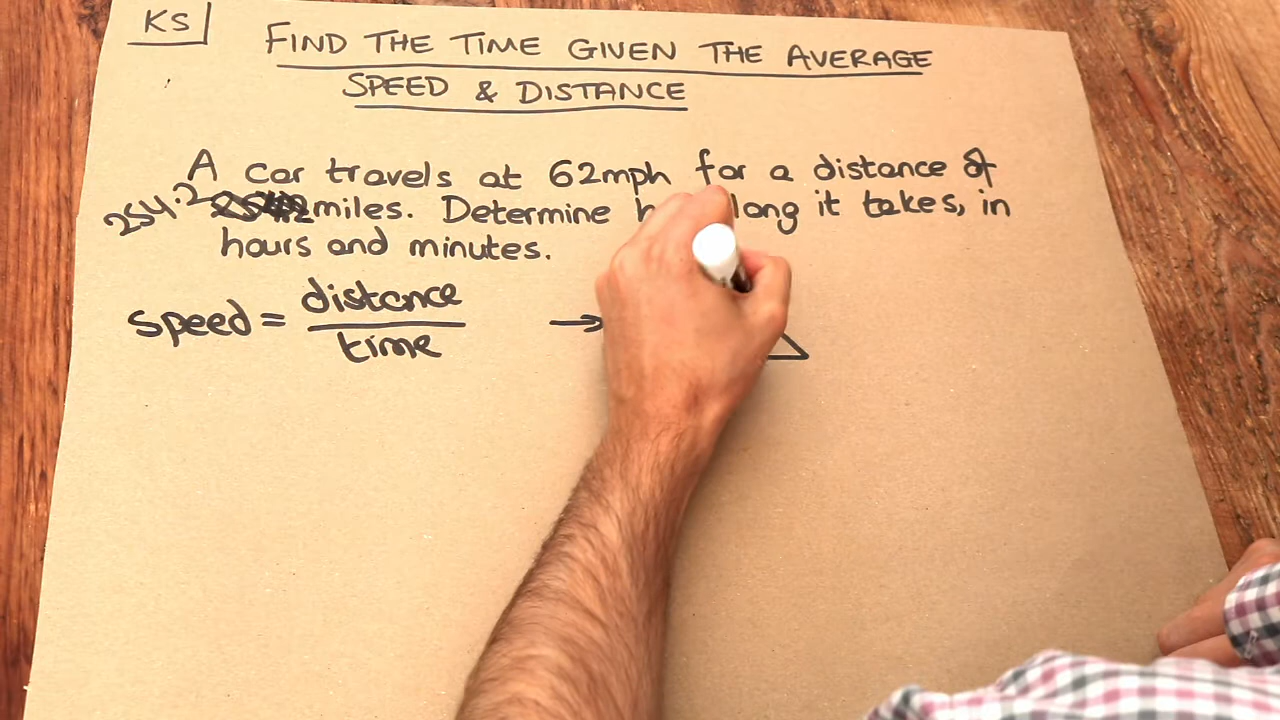 KS
FIND THE TIME GIVEN THE AVERAGE
SPEED & DISTANCE
A car travels at 62mph for a distance of
254.2 miles. Determine long it takes, in
hours and minutes.
speed = distance
time
→